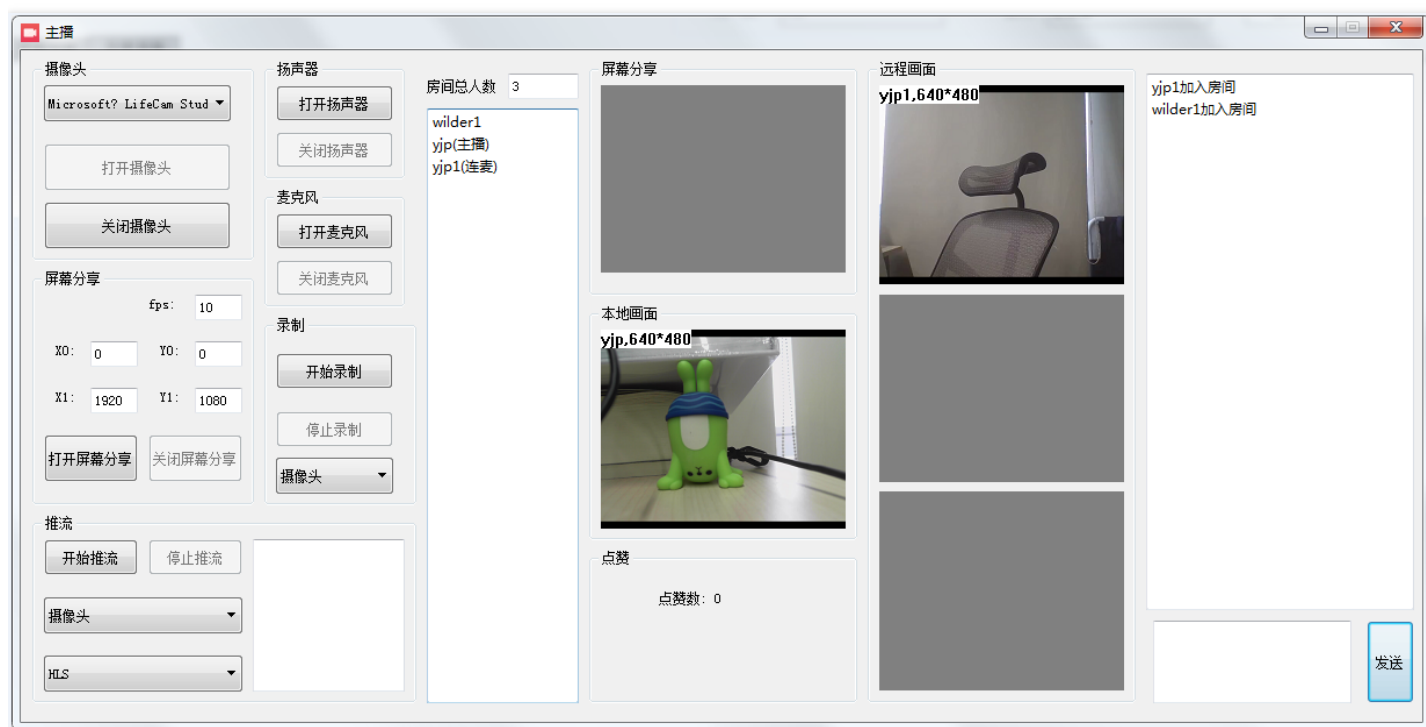 主播
摄像头
Microsoft? LifeCam Stud
打开摄像头
关闭摄像头
屏幕分享
fps: 10
X0: 0 Y0: 0
X1: 1920 Y1: 1080
打开屏幕分享 关闭屏幕分享
推流
开始推流 停止推流
摄像头
HLS
扬声器
打开扬声器
关闭扬声器
麦克风
打开麦克风
关闭麦克风
录制
开始录制
停止录制
摄像头
房间总人数 3
wilder1
yjp(主播)
yjp1(连麦)
屏幕分享
本地画面
yjp,640*480
点赞
点赞数: 0
远程画面
yjp1,640*480
yjp1加入房间
wilder1加入房间
发送